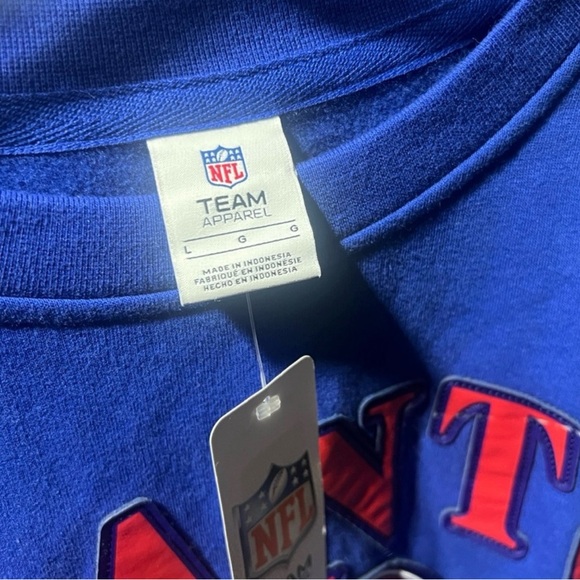 NFL
TEAM
APPAREL
L G G
MADE IN INDONESIA
FABRIQUÉ EN INDONÉSIE
HECHO EN INDONESIA
NFL
NT